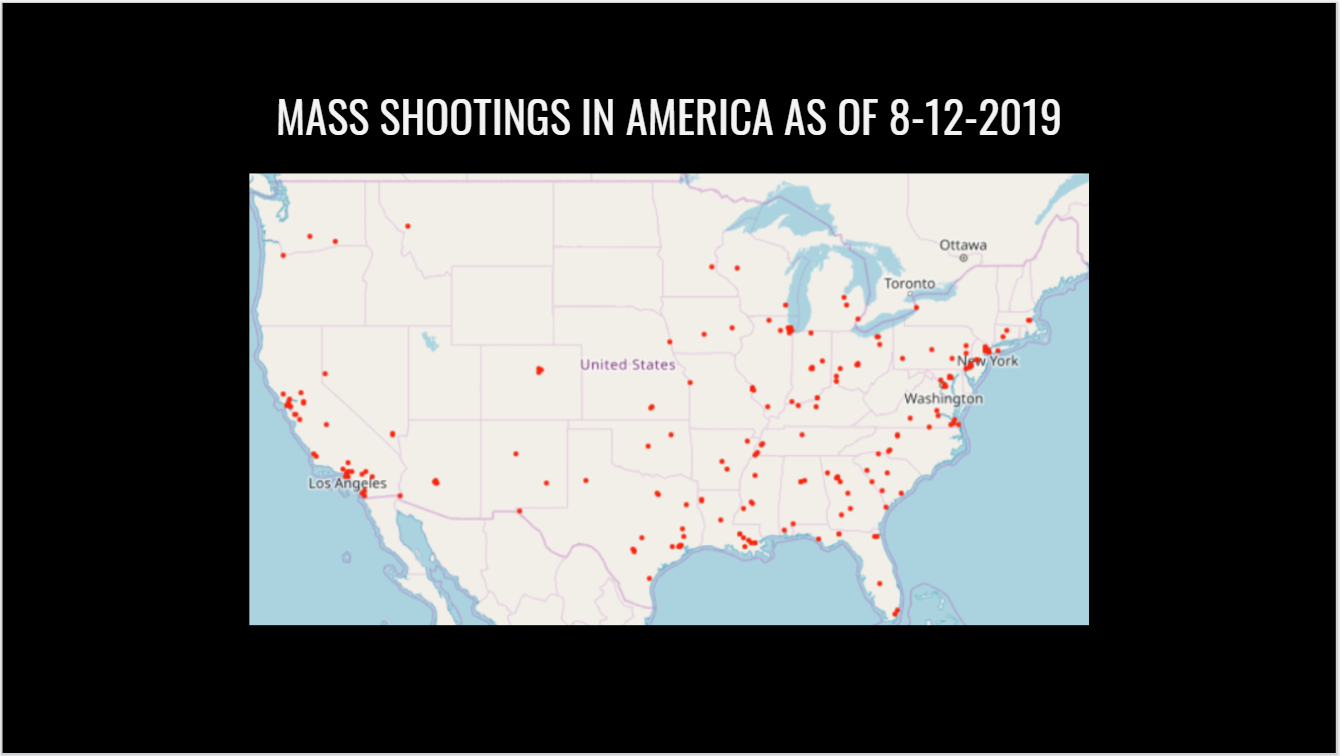 MASS SHOOTINGS IN AMERICA AS OF 8-12-2019
Ottawa
Toronto
United States
New York
Washington
Los Angeles